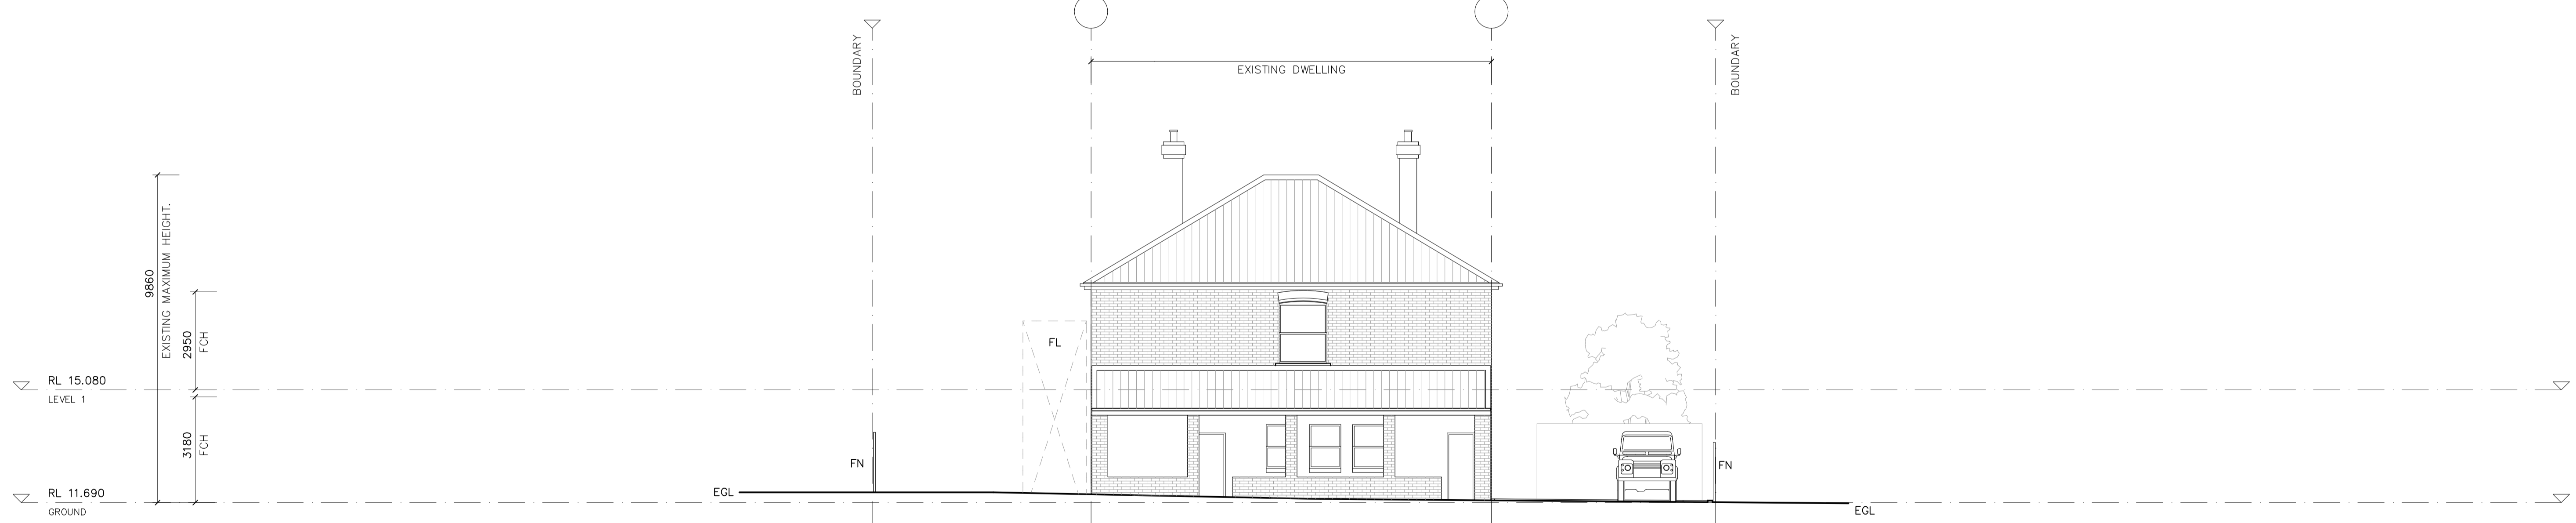 BOUNDARY
BOUNDARY
EXISTING DWELLING
9860
EXISTING MAXIMUM HEIGHT.
2950
FCH
FL
RL 15.080
LEVEL 1
3180
FCH
FN
FN
EGL
RL 11.690
GROUND
EGL